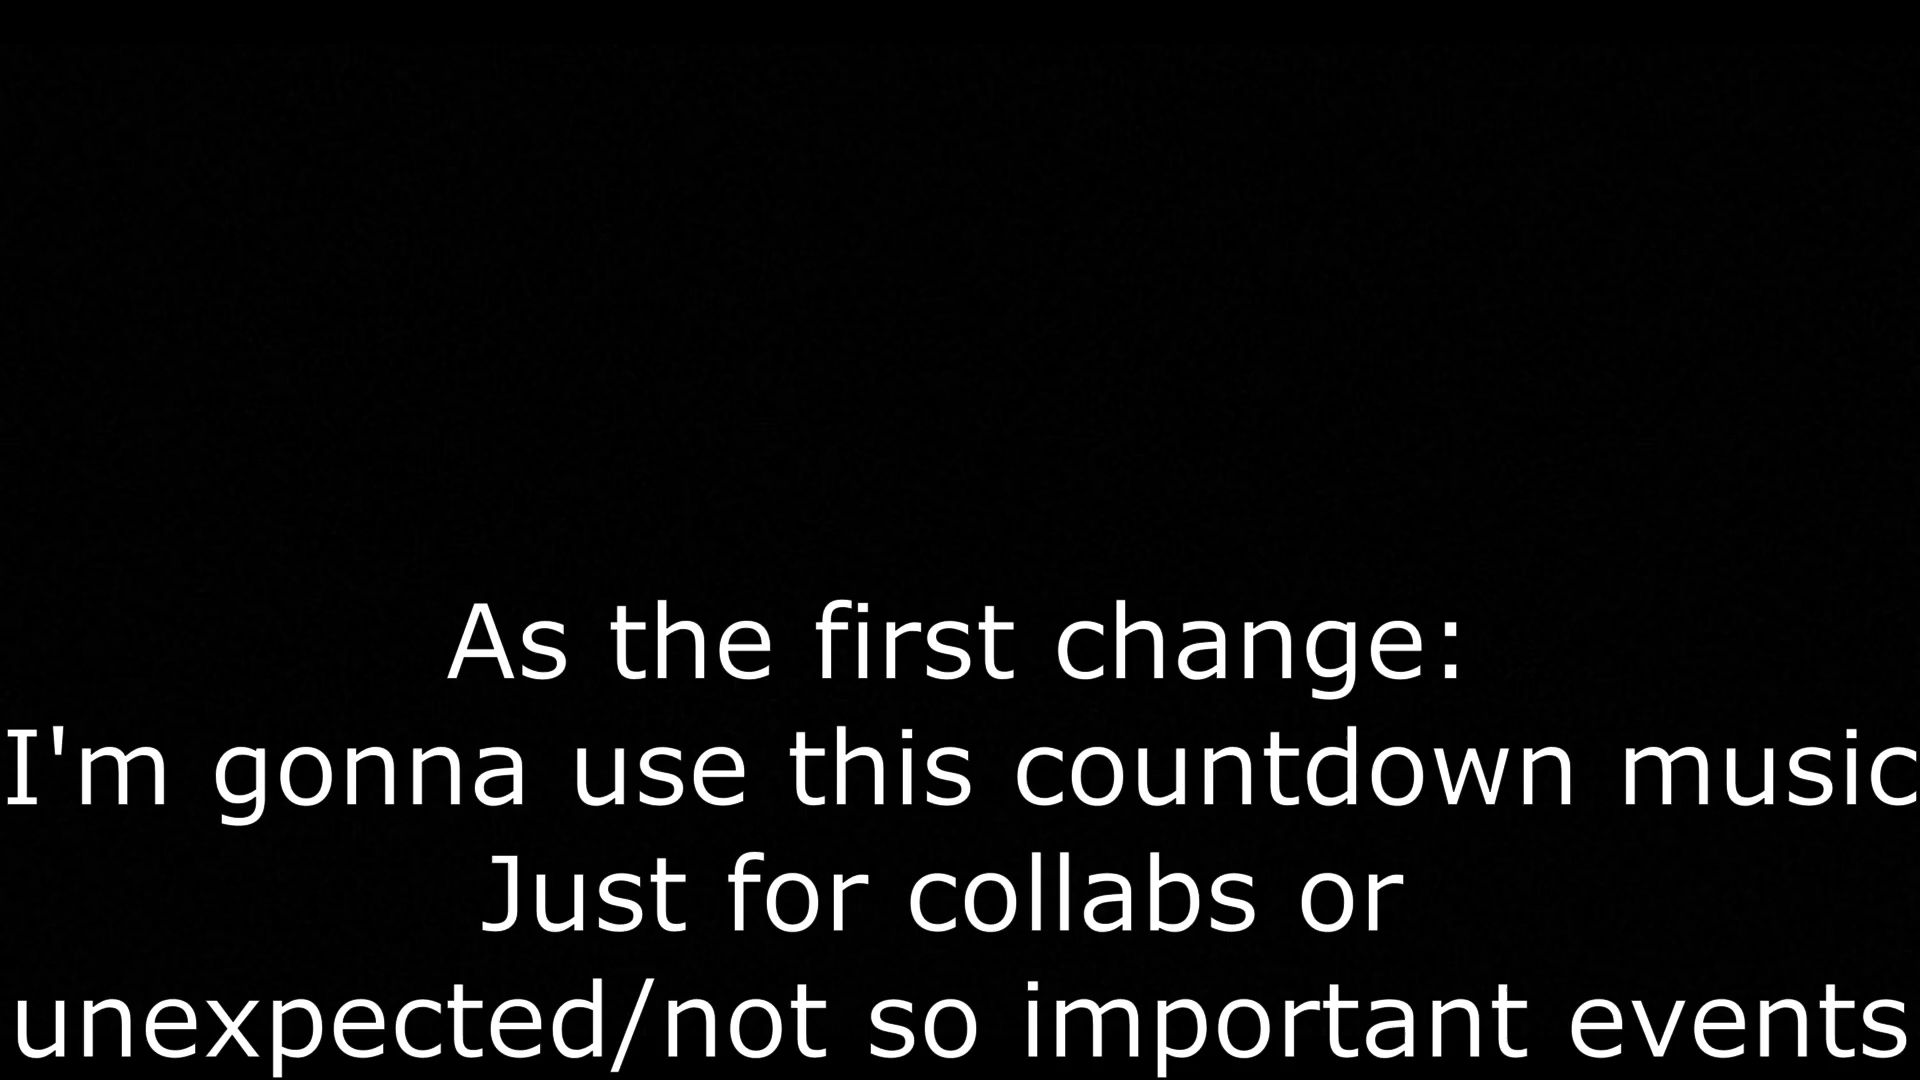 As the first change:
I'm gonna use this countdown music
Just for collabs or
unexpected/not so important events